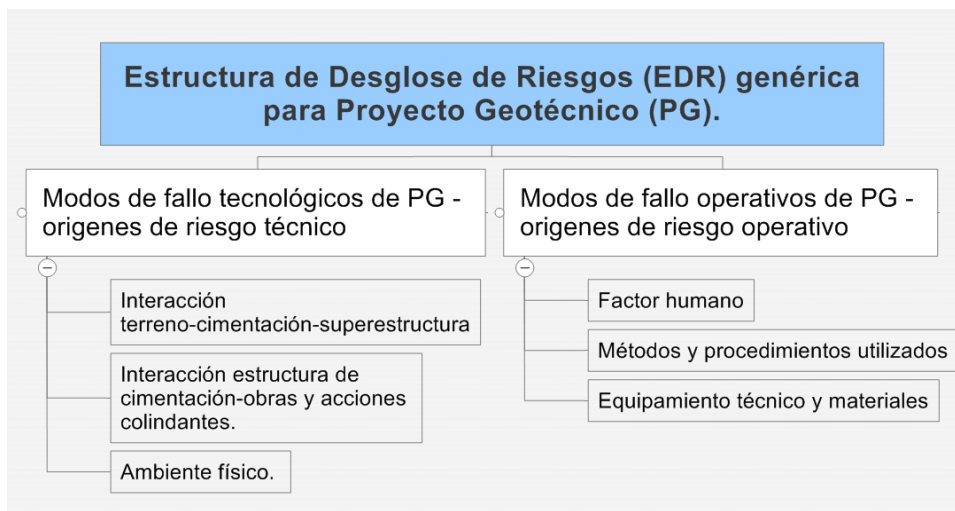 Estructura de Desglose de Riesgos (EDR) genérica
para Proyecto Geotécnico (PG).
Modos de fallo tecnológicos de PG -
origenes de riesgo técnico
Modos de fallo operativos de PG -
origenes de riesgo operativo
Interacción
terreno-cimentación-superestructura
Interacción estructura de
cimentación-obras y acciones
colindantes.
Ambiente físico.
Factor humano
Métodos y procedimientos utilizados
Equipamiento técnico y materiales